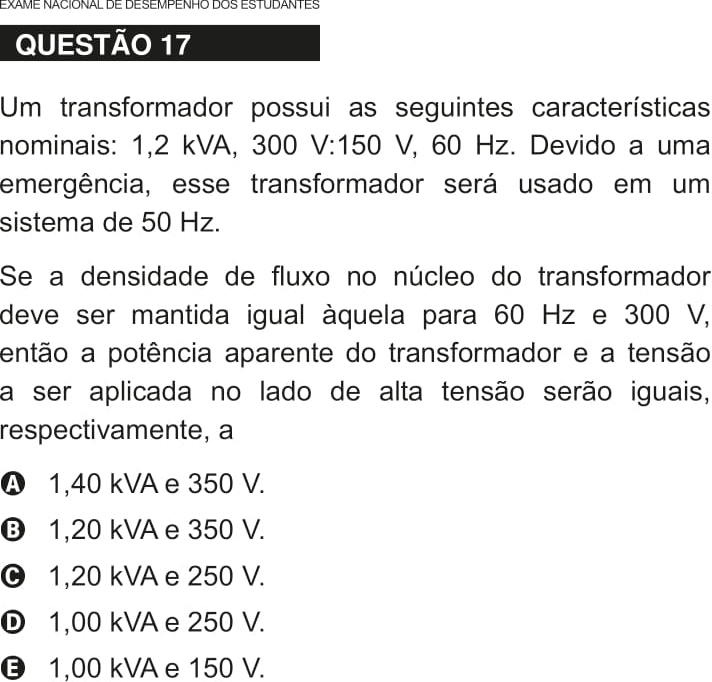 EXAME NACIONAL DE DESEMPENHO DOS ESTUDANTES
QUESTÃO 17
Um transformador possui as seguintes características
nominais: 1,2 kVA, 300 V:150 V, 60 Hz. Devido a uma
emergência, esse transformador será usado em um
sistema de 50 Hz.
Se a densidade de fluxo no núcleo do transformador
deve ser mantida igual àquela para 60 Hz e 300 V,
então a potência aparente do transformador e a tensão
a ser aplicada no lado de alta tensão serão iguais,
respectivamente, a
A 1,40 kVA e 350 V.
B 1,20 kVA e 350 V.
C 1,20 kVA e 250 V.
D 1,00 kVA e 250 V.
E 1,00 kVA e 150 V.